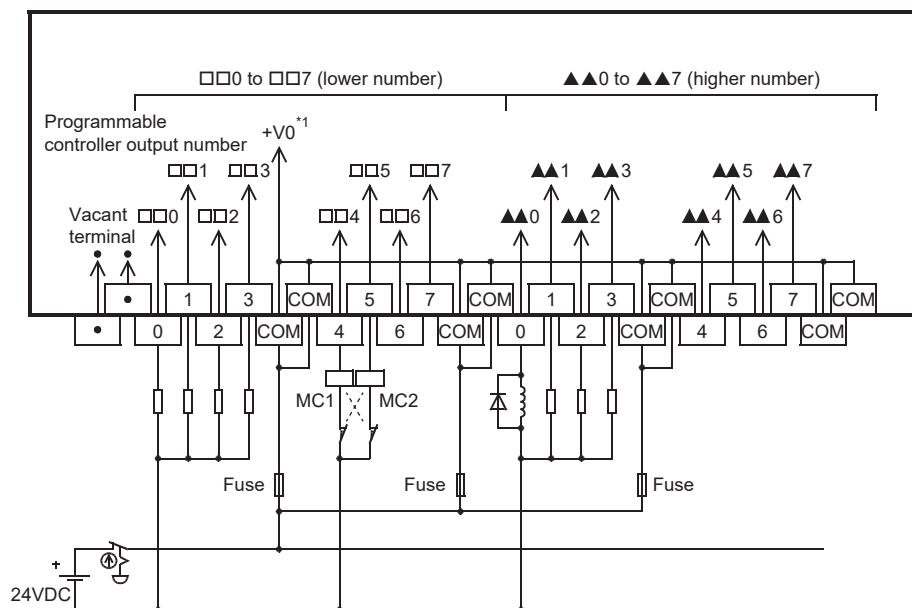 □□0 to □□7 (lower number) ▲▲0 to ▲▲7 (higher number)
Programmable
controller output number
+V0*1
□□1 □□3 □□5 □□7 ▲▲1 ▲▲3 ▲▲5 ▲▲7
Vacant
terminal
□□0 □□2 □□4 □□6 ▲▲0 ▲▲2 ▲▲4 ▲▲6
1 3 COM 5 7 COM 1 3 COM 5 7 COM
0 2 COM 4 6 COM 0 2 COM 4 6 COM
MC1 MC2
Fuse Fuse Fuse
+
24VDC